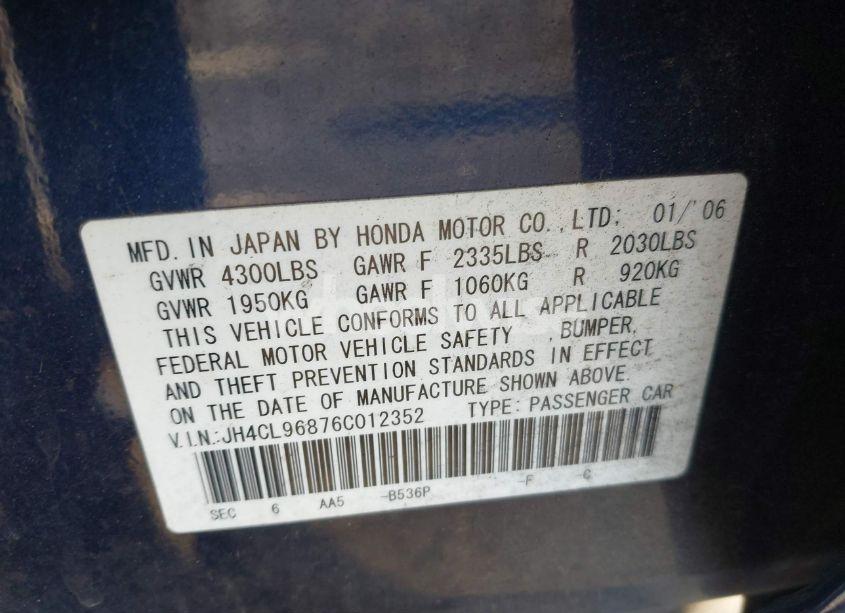 MFD. IN JAPAN BY HONDA MOTOR CO., LTD; 01/'06
GVWR 4300LBS GAWR F 2335LBS R 2030LBS
GVWR 1950KG GAWR F 1060KG R 920KG
THIS VEHICLE CONFORMS TO ALL APPLICABLE
FEDERAL MOTOR VEHICLE SAFETY , BUMPER,
AND THEFT PREVENTION STANDARDS IN EFFECT
ON THE DATE OF MANUFACTURE SHOWN ABOVE.
V.I.N.:JH4CL96876C012352 TYPE: PASSENGER CAR
SEC 6 AA5 -B536P -F -C